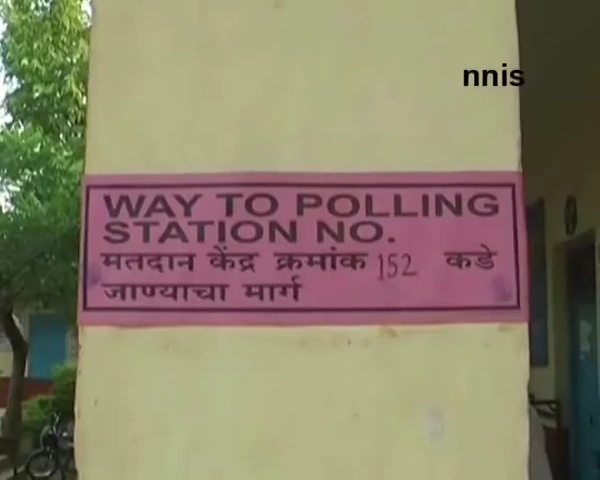 nnis
WAY TO POLLING
STATION NO.
मतदान केंद्र क्रमांक 152 कडे
जाण्याचा मार्ग